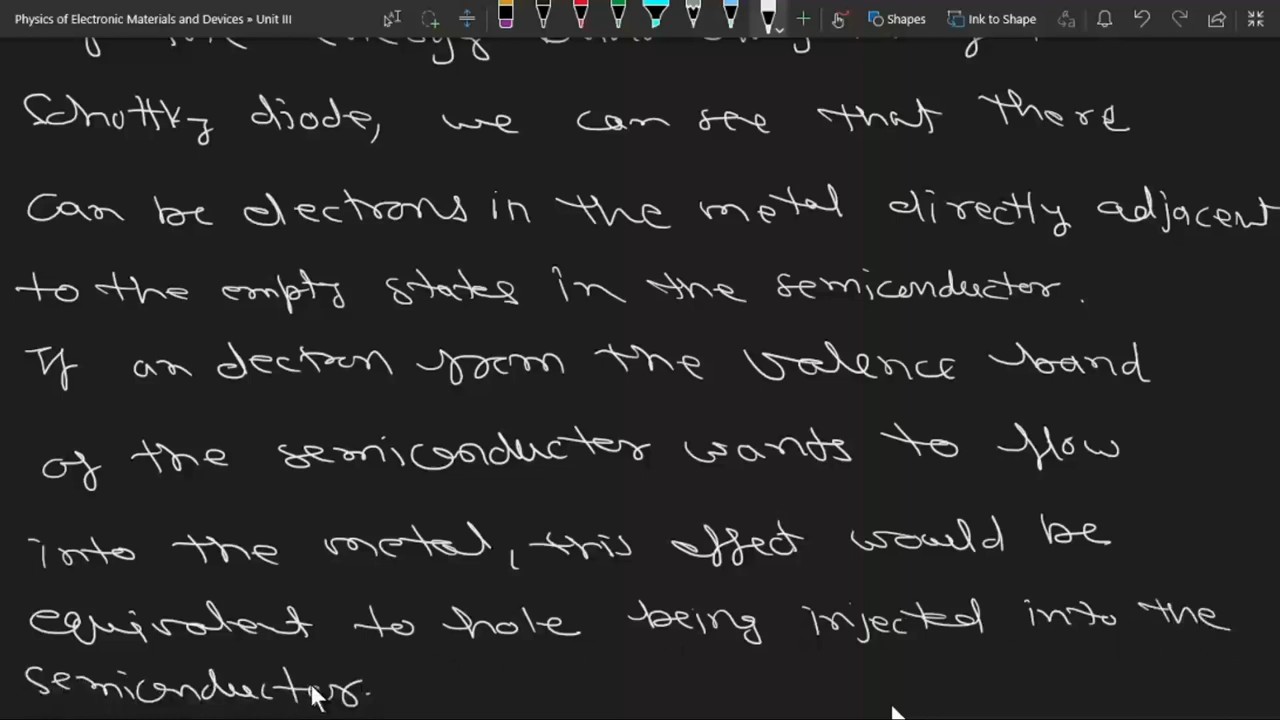 Physics of Electronic Materials and Devices » Unit III
Shapes
Ink to Shape
Schottky diode, we can see that there
can be electrons in the metal directly adjacent
to the empty states in the semiconductor.
If an electron from the valence band
of the semiconductor wants to flow
into the metal, this effect would be
equivalent to hole being injected into the
semiconductor.